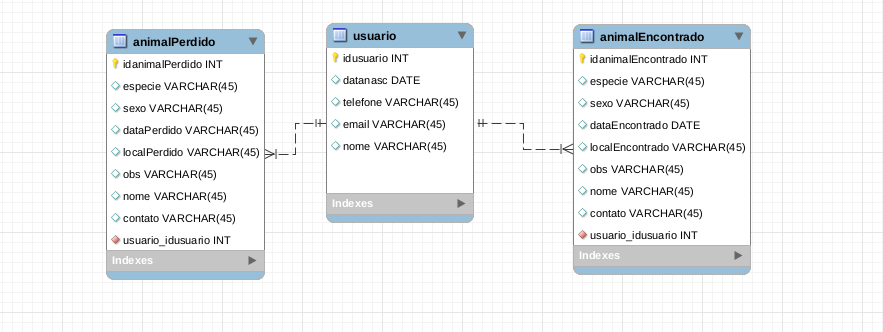 animalPerdido
idanimalPerdido INT
especie VARCHAR(45)
sexo VARCHAR(45)
dataPerdido VARCHAR(45)
localPerdido VARCHAR(45)
obs VARCHAR(45)
nome VARCHAR(45)
contato VARCHAR(45)
usuario_idusuario INT
Indexes
usuario
idusuario INT
datanasc DATE
telefone VARCHAR(45)
email VARCHAR(45)
nome VARCHAR(45)
Indexes
animalEncontrado
idanimalEncontrado INT
especie VARCHAR(45)
sexo VARCHAR(45)
dataEncontrado DATE
localEncontrado VARCHAR(45)
obs VARCHAR(45)
nome VARCHAR(45)
contato VARCHAR(45)
usuario_idusuario INT
Indexes